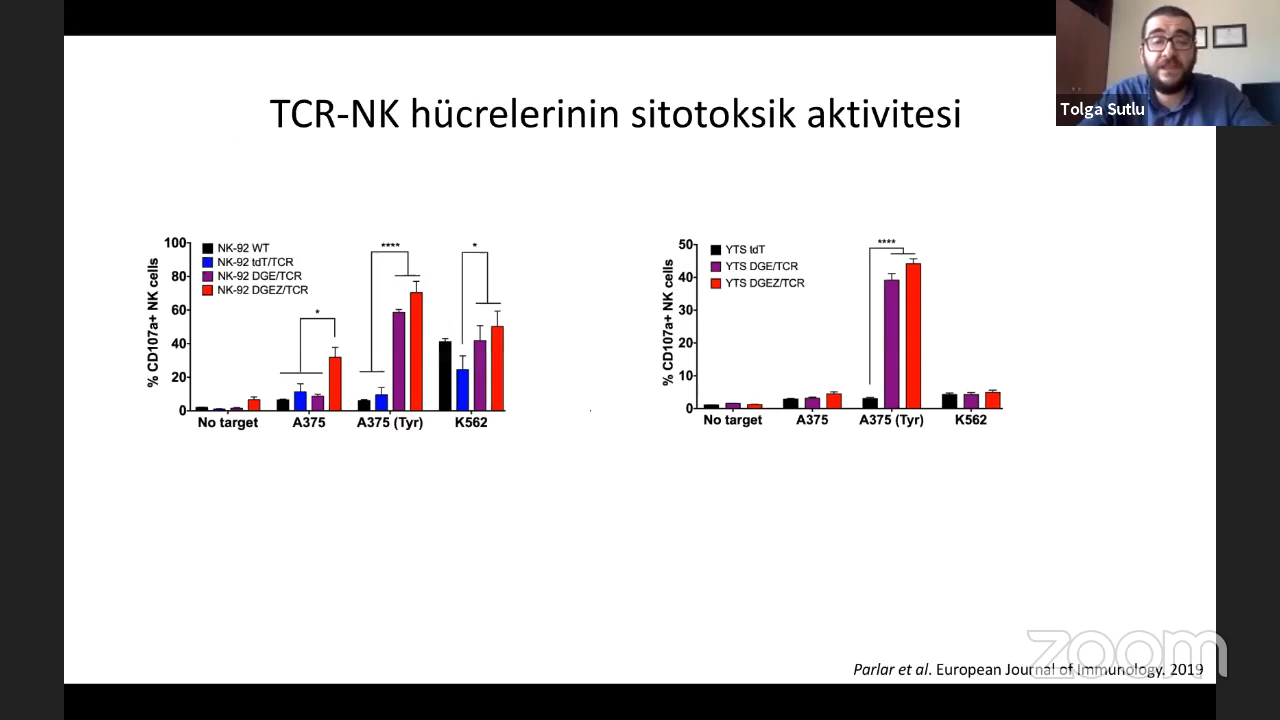 Tolga Sutlu
TCR-NK hücrelerinin sitotoksik aktivitesi
% CD107a+ NK cells
100
80
60
40
20
0
NK-92 WT
NK-92 tdT/TCR
NK-92 DGE/TCR
NK-92 DGEZ/TCR
*
****
*
No target
A375
A375 (Tyr)
K562
% CD107a+ NK cells
50
40
30
20
10
0
YTS tdT
YTS DGE/TCR
YTS DGEZ/TCR
****
No target
A375
A375 (Tyr)
K562
zoom
Parlar et al. European Journal of Immunology. 2019